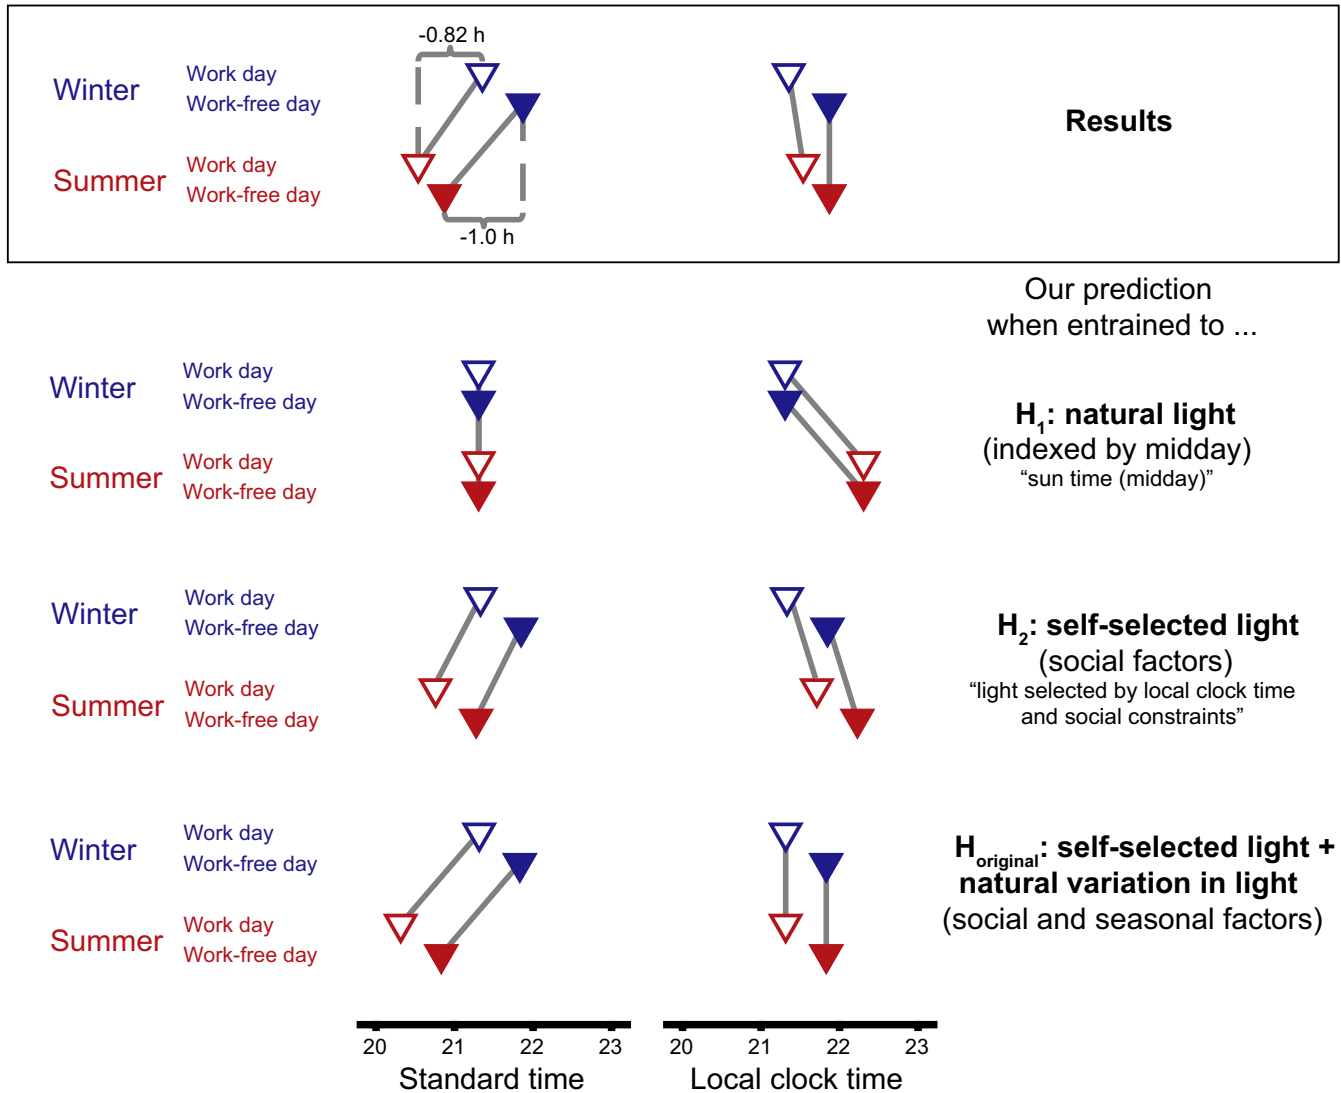 -0.82 h
Winter
Work day
Work-free day
Summer
Work day
Work-free day
-1.0 h
Results
Our prediction
when entrained to ...
Winter
Work day
Work-free day
Summer
Work day
Work-free day
H1: natural light
(indexed by midday)
“sun time (midday)”
Winter
Work day
Work-free day
Summer
Work day
Work-free day
H2: self-selected light
(social factors)
“light selected by local clock time
and social constraints”
Winter
Work day
Work-free day
Summer
Work day
Work-free day
Horiginal: self-selected light +
natural variation in light
(social and seasonal factors)
20 21 22 23
Standard time
20 21 22 23
Local clock time